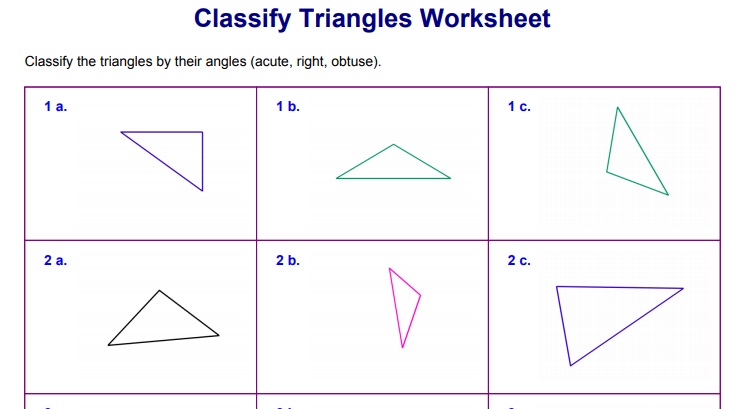 Classify Triangles Worksheet
Classify the triangles by their angles (acute, right, obtuse).
1 a.
1 b.
1 c.
2 a.
2 b.
2 c.